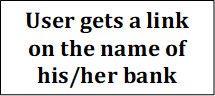 User gets a link
on the name of
his/her bank